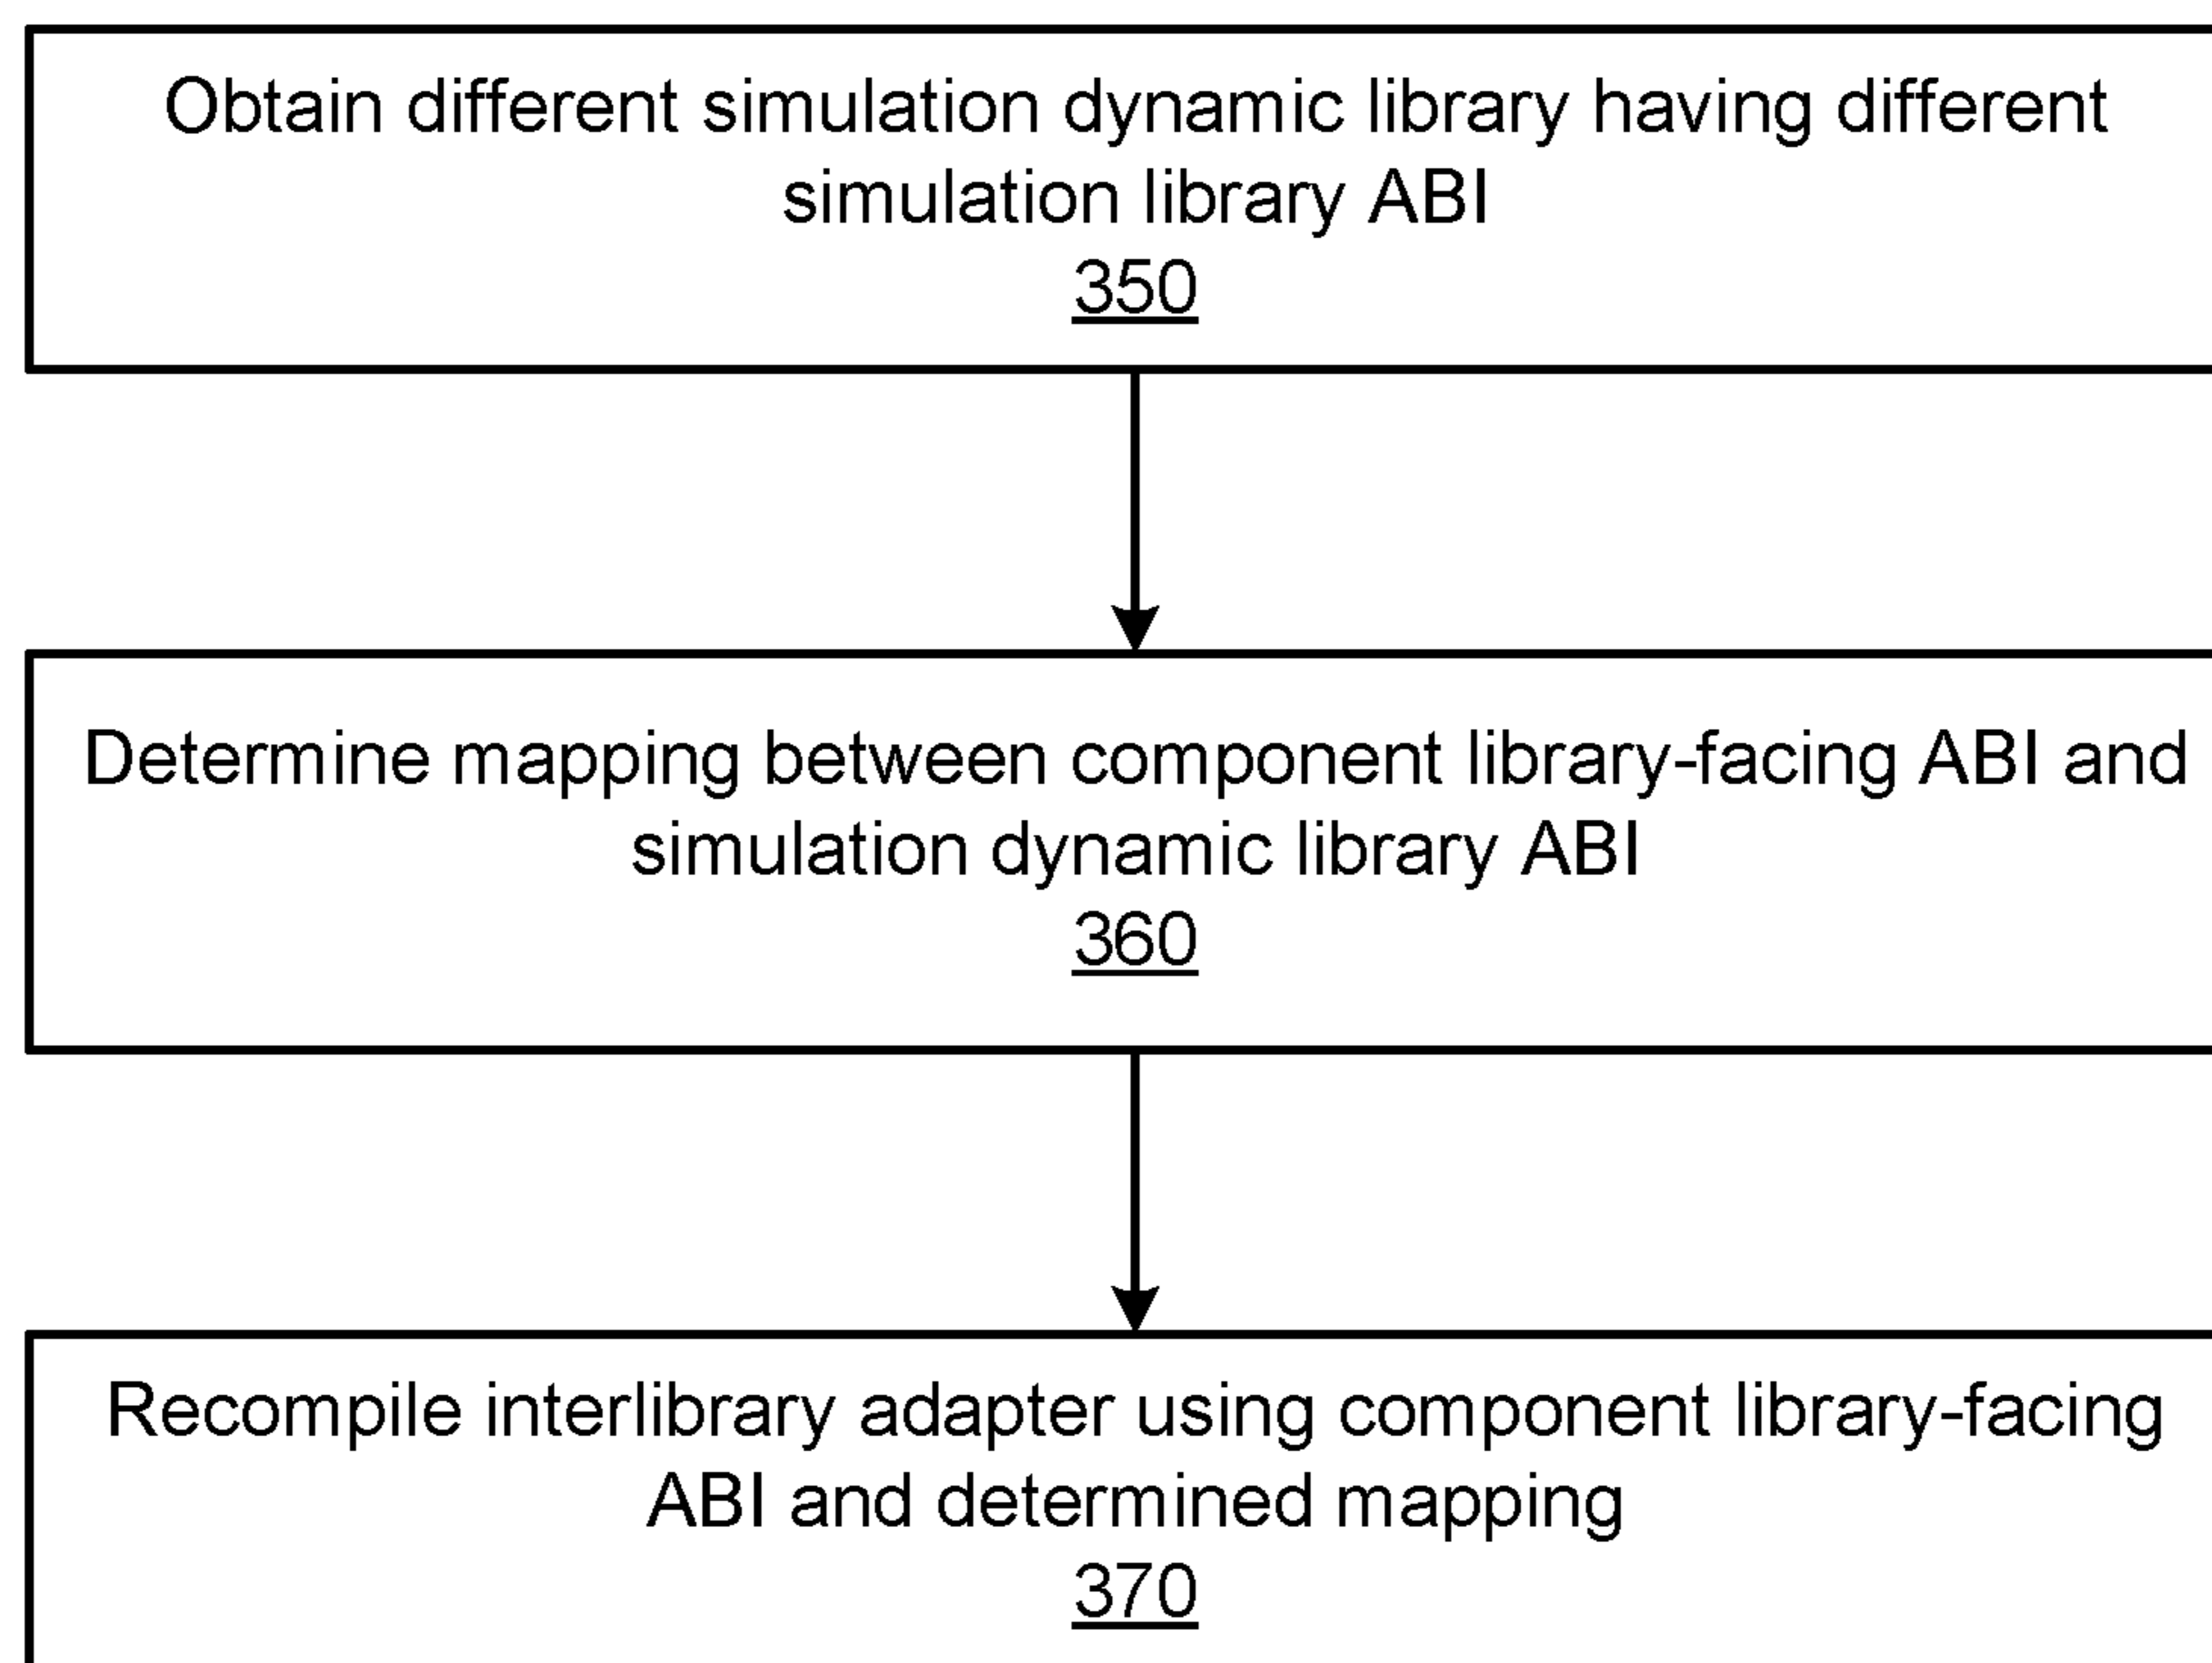 Obtain different simulation dynamic library having different
simulation library ABI
350
Determine mapping between component library-facing ABI and
simulation dynamic library ABI
360
Recompile interlibrary adapter using component library-facing
ABI and determined mapping
370